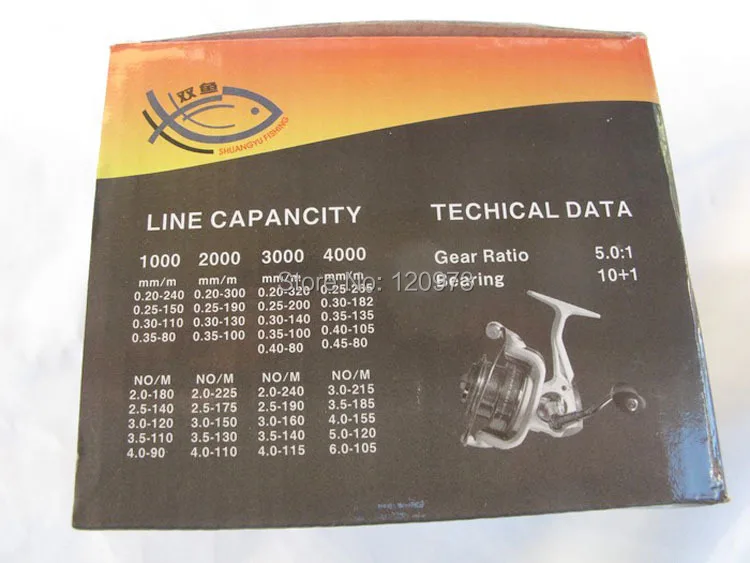 双鱼
SHUANGYU FISHING
LINE CAPANCITY
1000 2000 3000 4000
mm/m mm/m mm/m mm/m
0.20-240 0.20-300 0.20-320 0.25-265
0.25-150 0.25-190 0.25-200 0.30-182
0.30-110 0.30-130 0.30-140 0.35-135
0.35-80 0.35-100 0.35-100 0.40-105
0.40-80 0.45-80
NO/M NO/M NO/M NO/M
2.0-180 2.0-225 2.0-240 3.0-215
2.5-140 2.5-175 2.5-190 3.5-185
3.0-120 3.0-150 3.0-160 4.0-155
3.5-110 3.5-130 3.5-140 5.0-120
4.0-90 4.0-110 4.0-115 6.0-105
TECHICAL DATA
Gear Ratio 5.0:1
Bearing 10+1
Store No: 120978